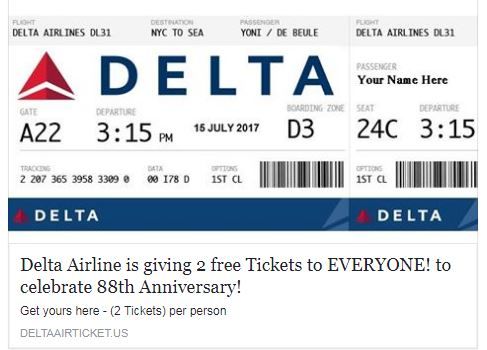 FLIGHT
DELTA AIRLINES DL31
DESTINATION
NYC TO SEA
PASSENGER
YONI / DE BEULE
FLIGHT
DELTA AIRLINES DL31
DELTA
PASSENGER
Your Name Here
GATE
A22
DEPARTURE
3:15 PM
15 JULY 2017
BOARDING ZONE
D3
SEAT
24C
DEPARTURE
3:15
TRACKING
2 207 365 3958 3309 0
DATA
00 I78 D
OPTIONS
1ST CL
OPTIONS
1ST CL
DELTA
DELTA
Delta Airline is giving 2 free Tickets to EVERYONE! to
celebrate 88th Anniversary!
Get yours here - (2 Tickets) per person
DELTAAIRTICKET.US